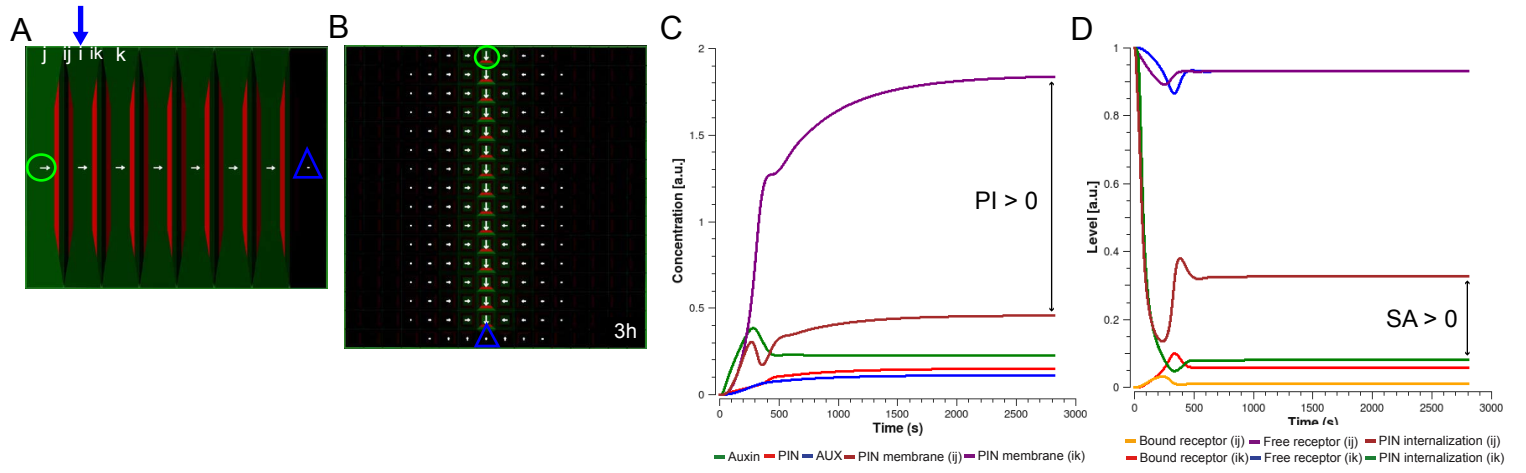 A
j ij i ik k
B
3h
C
2
1.5
1
0.5
0
Concentration [a.u.]
PI > 0
0 500 1000 1500 2000 2500 3000
Time (s)
Auxin PIN AUX PIN membrane (ij) PIN membrane (ik)
D
1
0.8
0.6
0.4
0.2
0
Level [a.u.]
SA > 0
0 500 1000 1500 2000 2500 3000
Time (s)
Bound receptor (ij) Free receptor (ij) PIN internalization (ij)
Bound receptor (ik) Free receptor (ik) PIN internalization (ik)